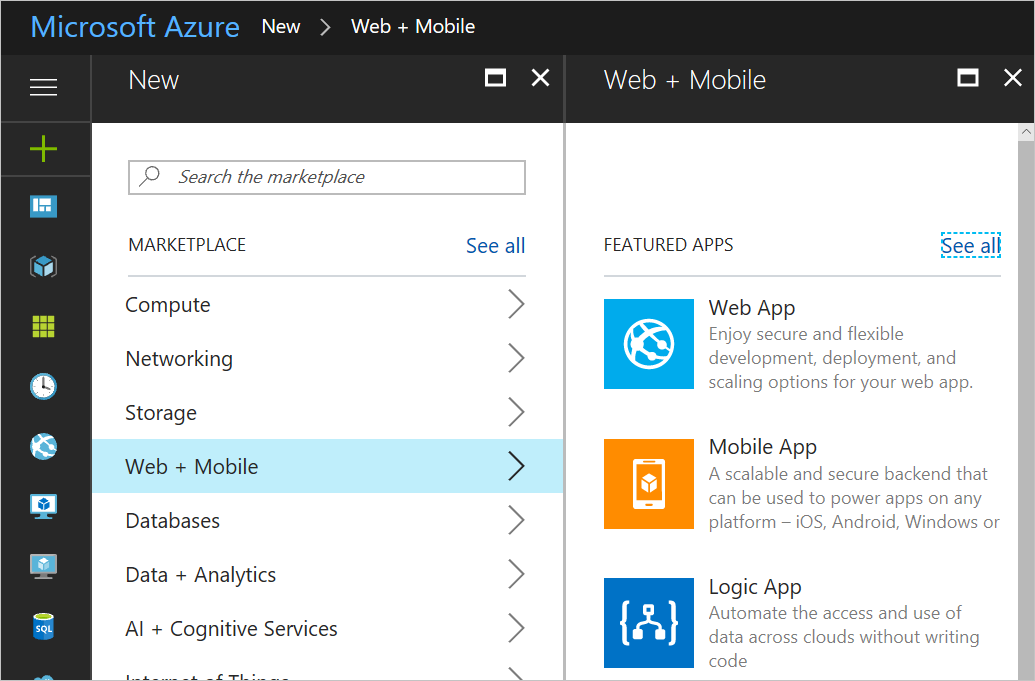 Microsoft Azure New > Web + Mobile
New
Web + Mobile
Search the marketplace
MARKETPLACE See all
Compute
Networking
Storage
Web + Mobile
Databases
Data + Analytics
AI + Cognitive Services
Internet of Things
SQL
FEATURED APPS See all
Web App
Enjoy secure and flexible
development, deployment, and
scaling options for your web app.
Mobile App
A scalable and secure backend that
can be used to power apps on any
platform – iOS, Android, Windows or
Logic App
Automate the access and use of
data across clouds without writing
code